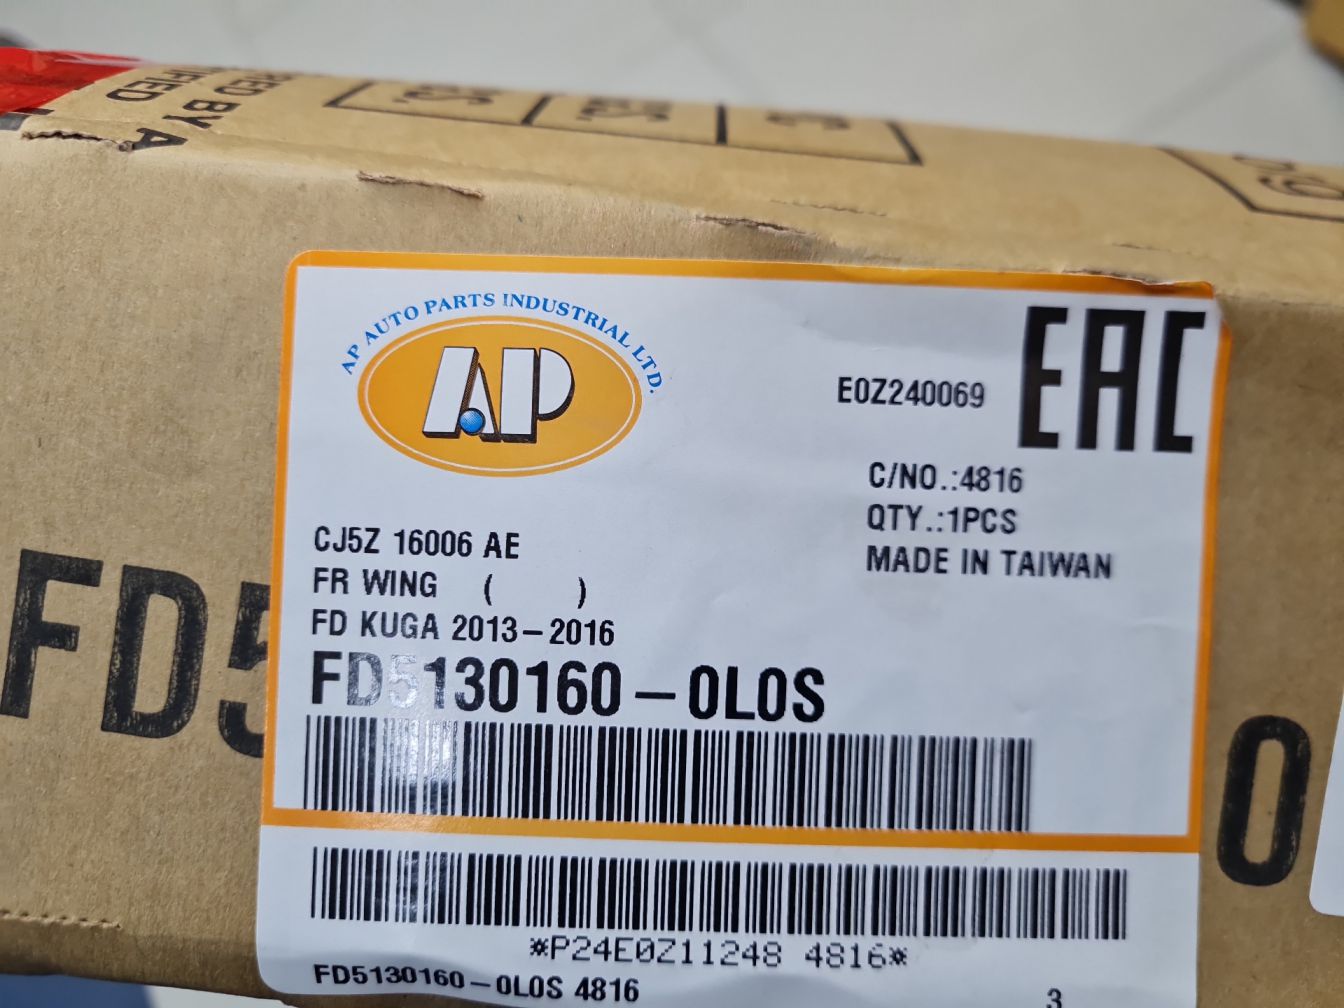 BY A
AP AUTO PARTS INDUSTRIAL LTD.
AP
EAC
E0Z240069
C/NO.:4816
QTY.:1PCS
MADE IN TAIWAN
CJ5Z 16006 AE
FR WING ( )
FD KUGA 2013-2016
FD5130160-0L0S
FD5
0
*P24E0Z11248 4816*
FD5130160-0L0S 4816
3